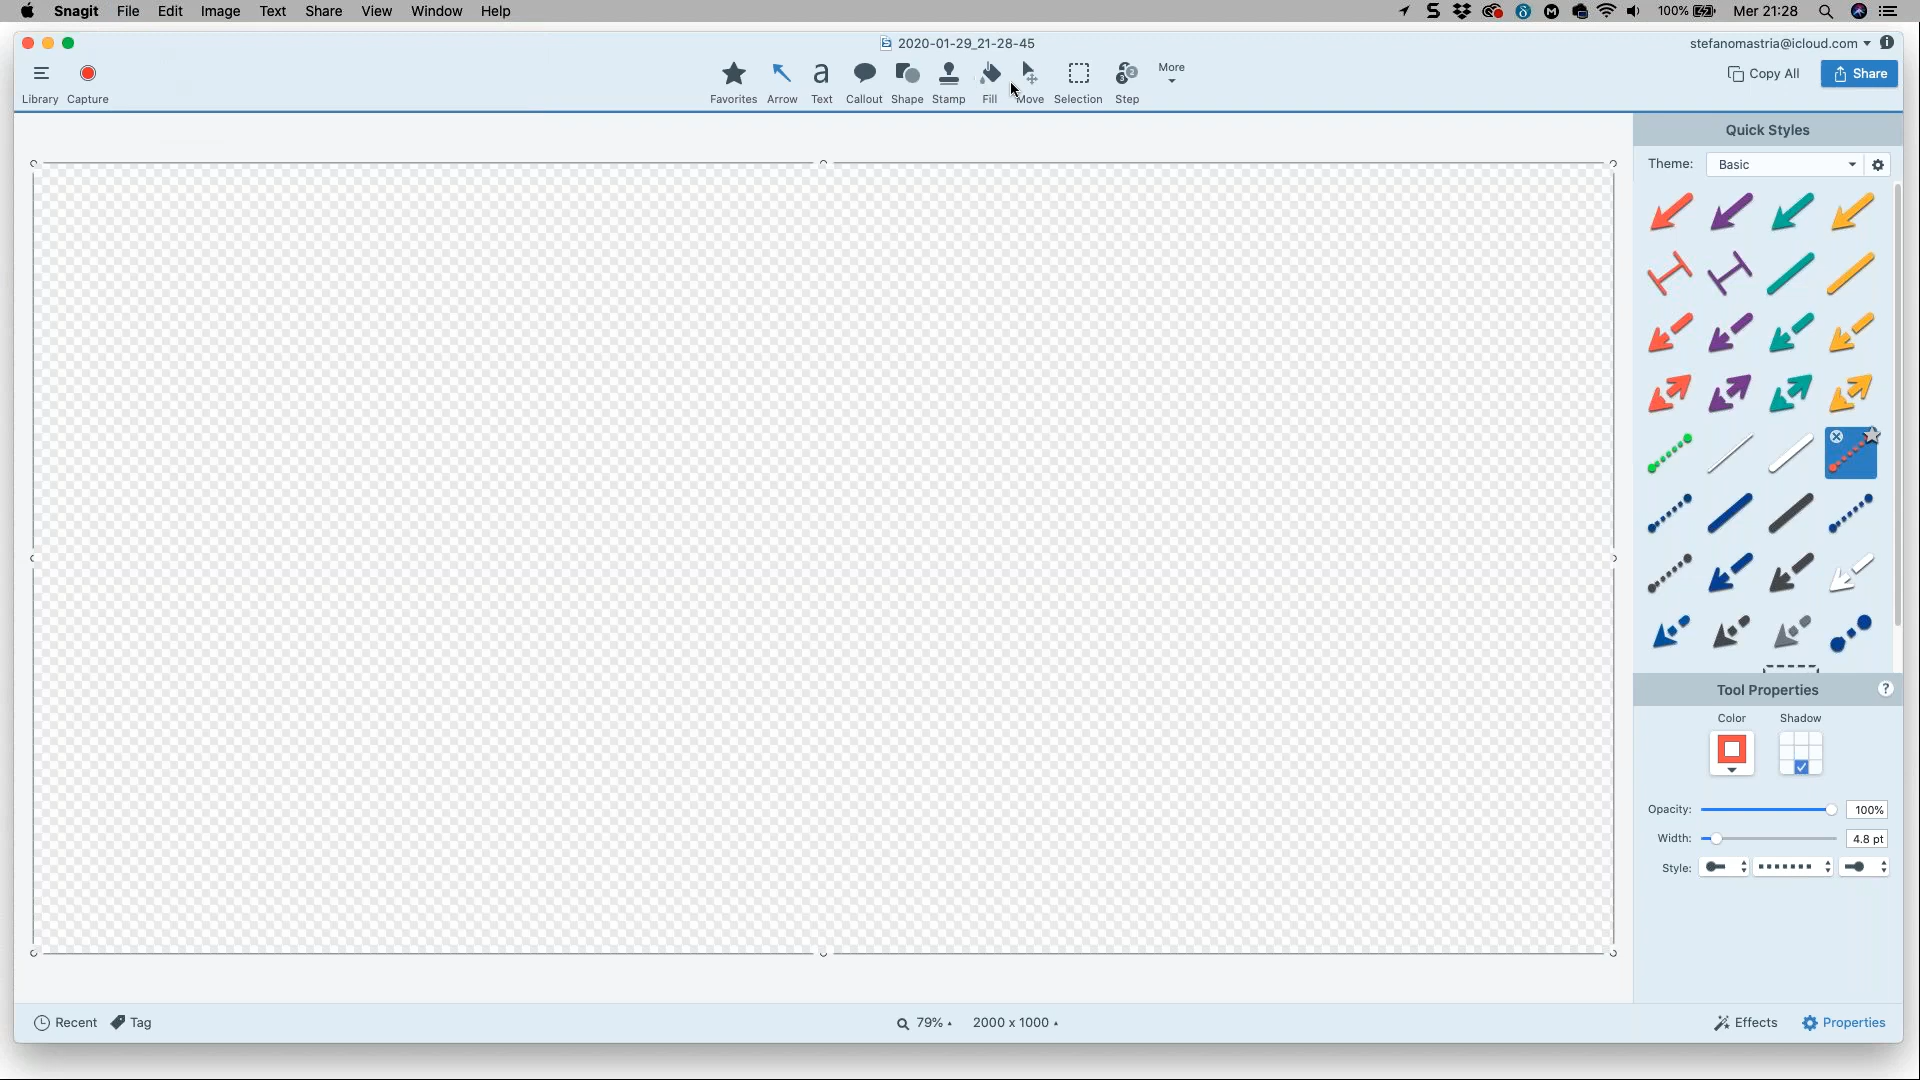 Snagit File Edit Image Text Share View Window Help 100% Mer 21:28
2020-01-29_21-28-45 stefanomastria@icloud.com
Library Capture Favorites Arrow Text Callout Shape Stamp Fill Move Selection Step More Copy All Share
Quick Styles
Theme: Basic
Tool Properties ?
Color Shadow
Opacity: 100%
Width: 4.8 pt
Style:
Recent Tag 79% 2000 x 1000 Effects Properties